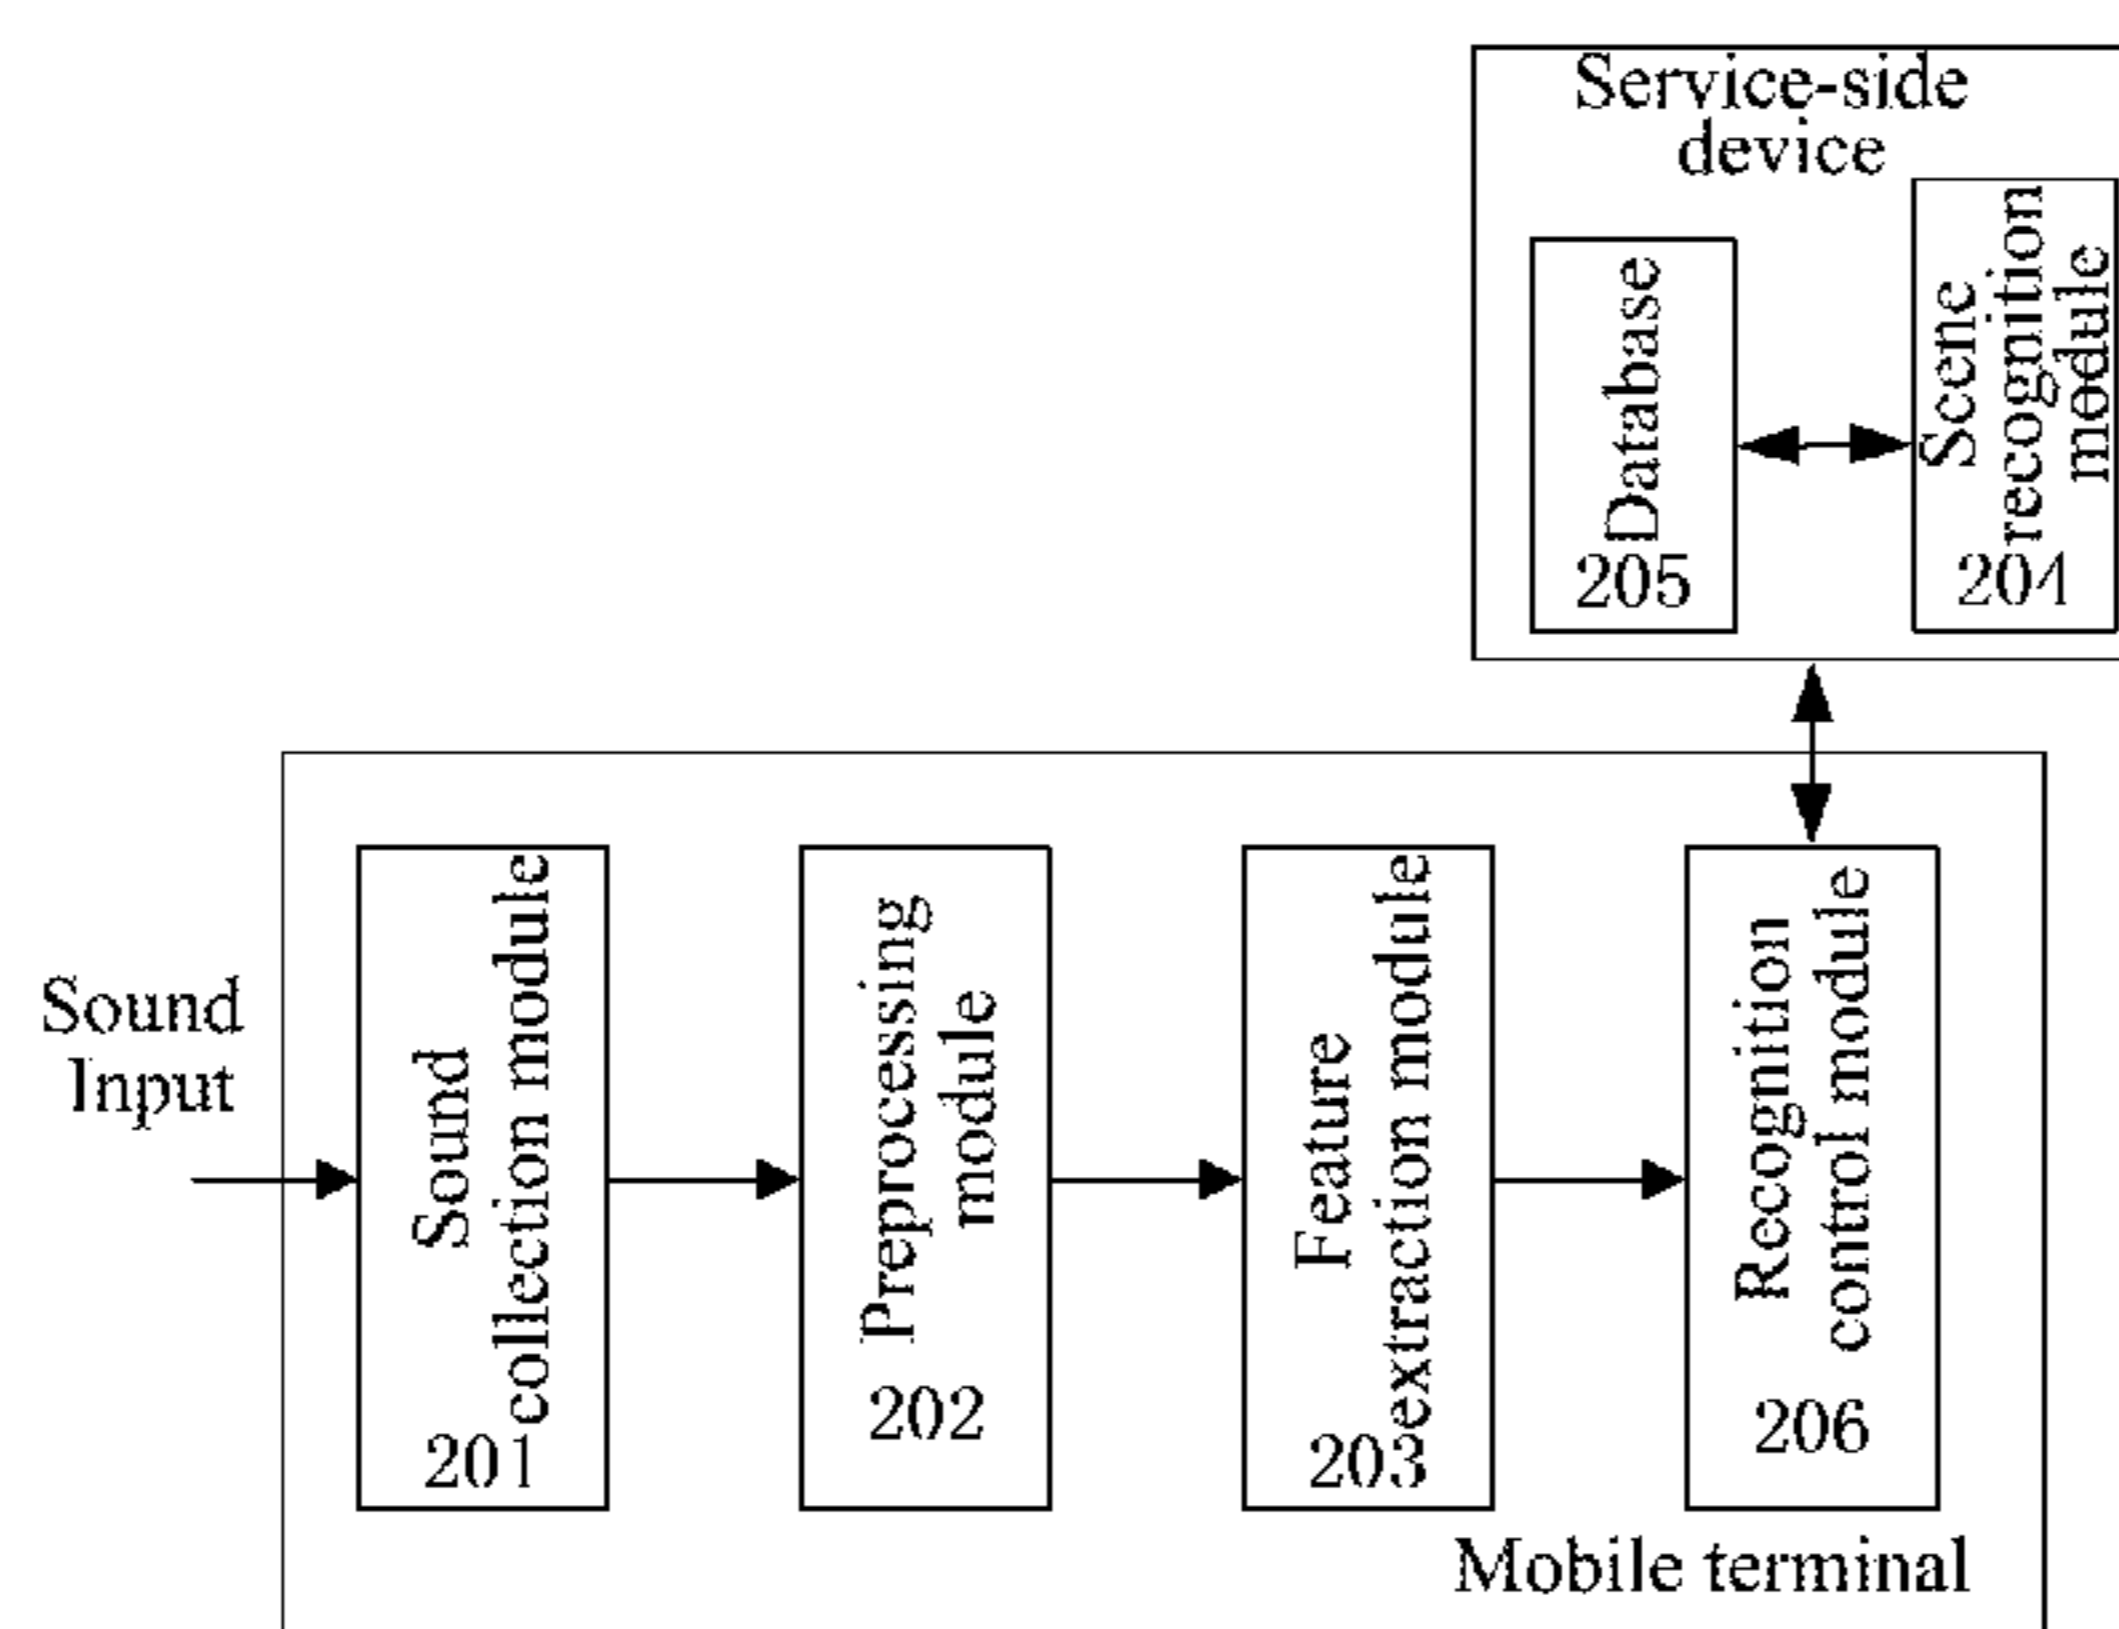 Service-side
device
Database
205
Scene
recognition
module
204
Sound
Input
Sound
collection module
201
Preprocessing
module
202
Feature
extraction module
203
Recognition
control module
206
Mobile terminal